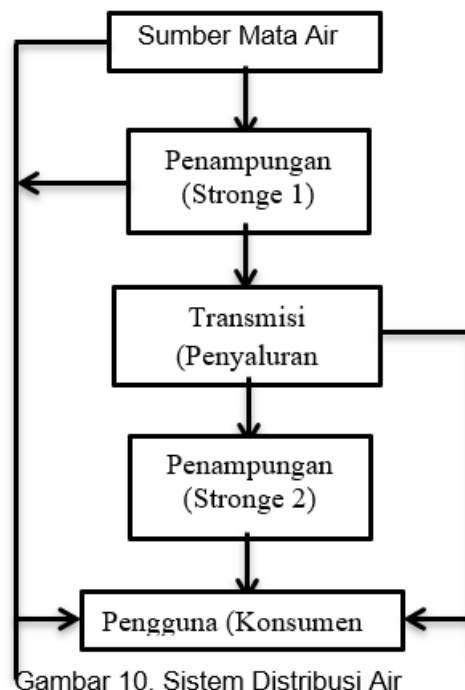 Sumber Mata Air
Penampungan
(Stronge 1)
Transmisi
(Penyaluran
Penampungan
(Stronge 2)
Pengguna (Konsumen
Gambar 10. Sistem Distribusi Air